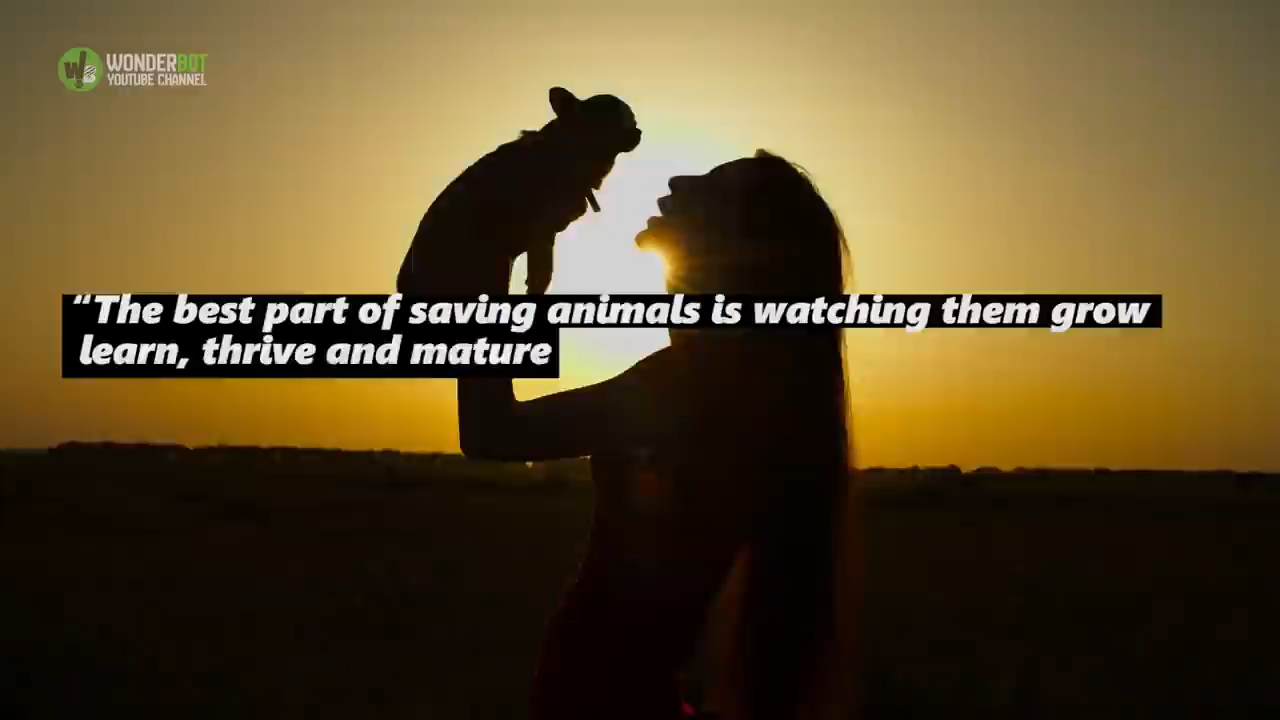 WONDERBOT
YOUTUBE CHANNEL
“The best part of saving animals is watching them grow
learn, thrive and mature